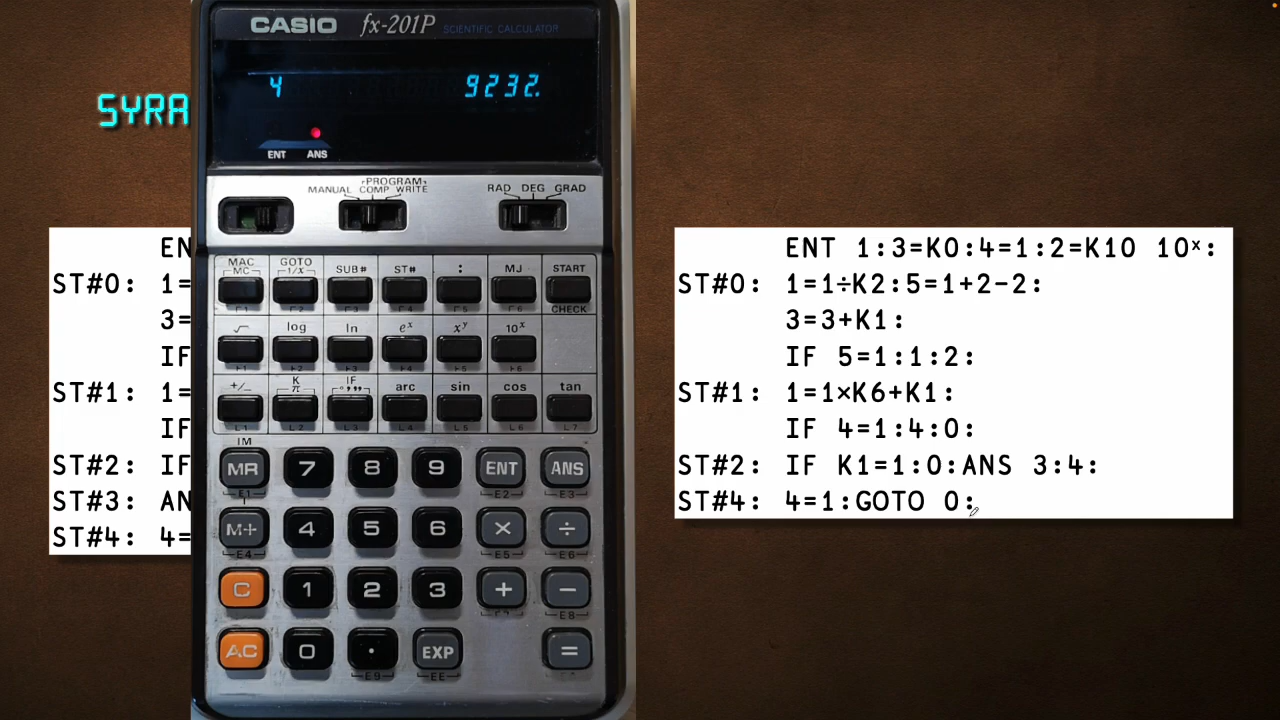 SYRA
EN
ST#0: 1=
3=
IF
ST#1: 1=
IF
ST#2: IF
ST#3: AN
ST#4: 4=
CASIO fx-201P SCIENTIFIC CALCULATOR
4 9232.
ENT ANS
PROGRAM
MANUAL COMP WRITE
RAD DEG GRAD
MAC GOTO SUB# ST# : MJ START
MC 1/x
CHECK
√ log ln eˣ xʸ 10ˣ
+/- K IF arc sin cos tan
π °’”
IM
MR 7 8 9 ENT ANS
M+ 4 5 6 × ÷
C 1 2 3 + −
AC 0 • EXP =
ENT 1:3=K0:4=1:2=K10 10ˣ:
ST#0: 1=1÷K2:5=1+2-2:
3=3+K1:
IF 5=1:1:2:
ST#1: 1=1×K6+K1:
IF 4=1:4:0:
ST#2: IF K1=1:0:ANS 3:4:
ST#4: 4=1:GOTO 0: